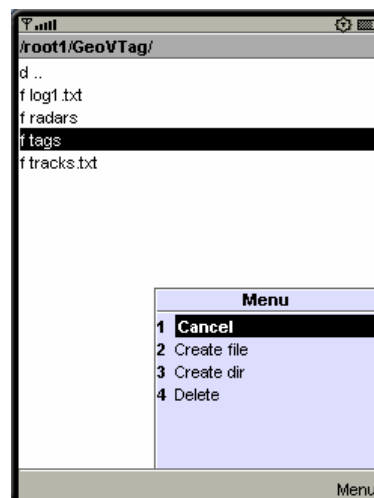 /root1/GeoVTag/
d ..
f log1.txt
f radars
f tags
f tracks.txt
Menu
1 Cancel
2 Create file
3 Create dir
4 Delete
Menu